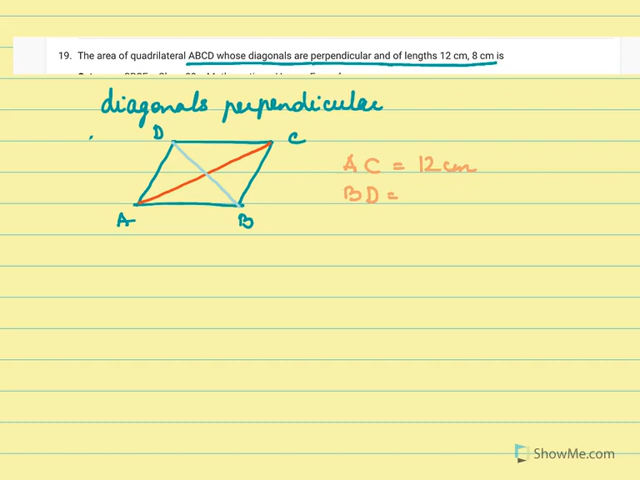 19. The area of quadrilateral ABCD whose diagonals are perpendicular and of lengths 12 cm, 8 cm is
diagonals perpendicular
D
C
AC = 12 cm
BD =
A
B
ShowMe.com